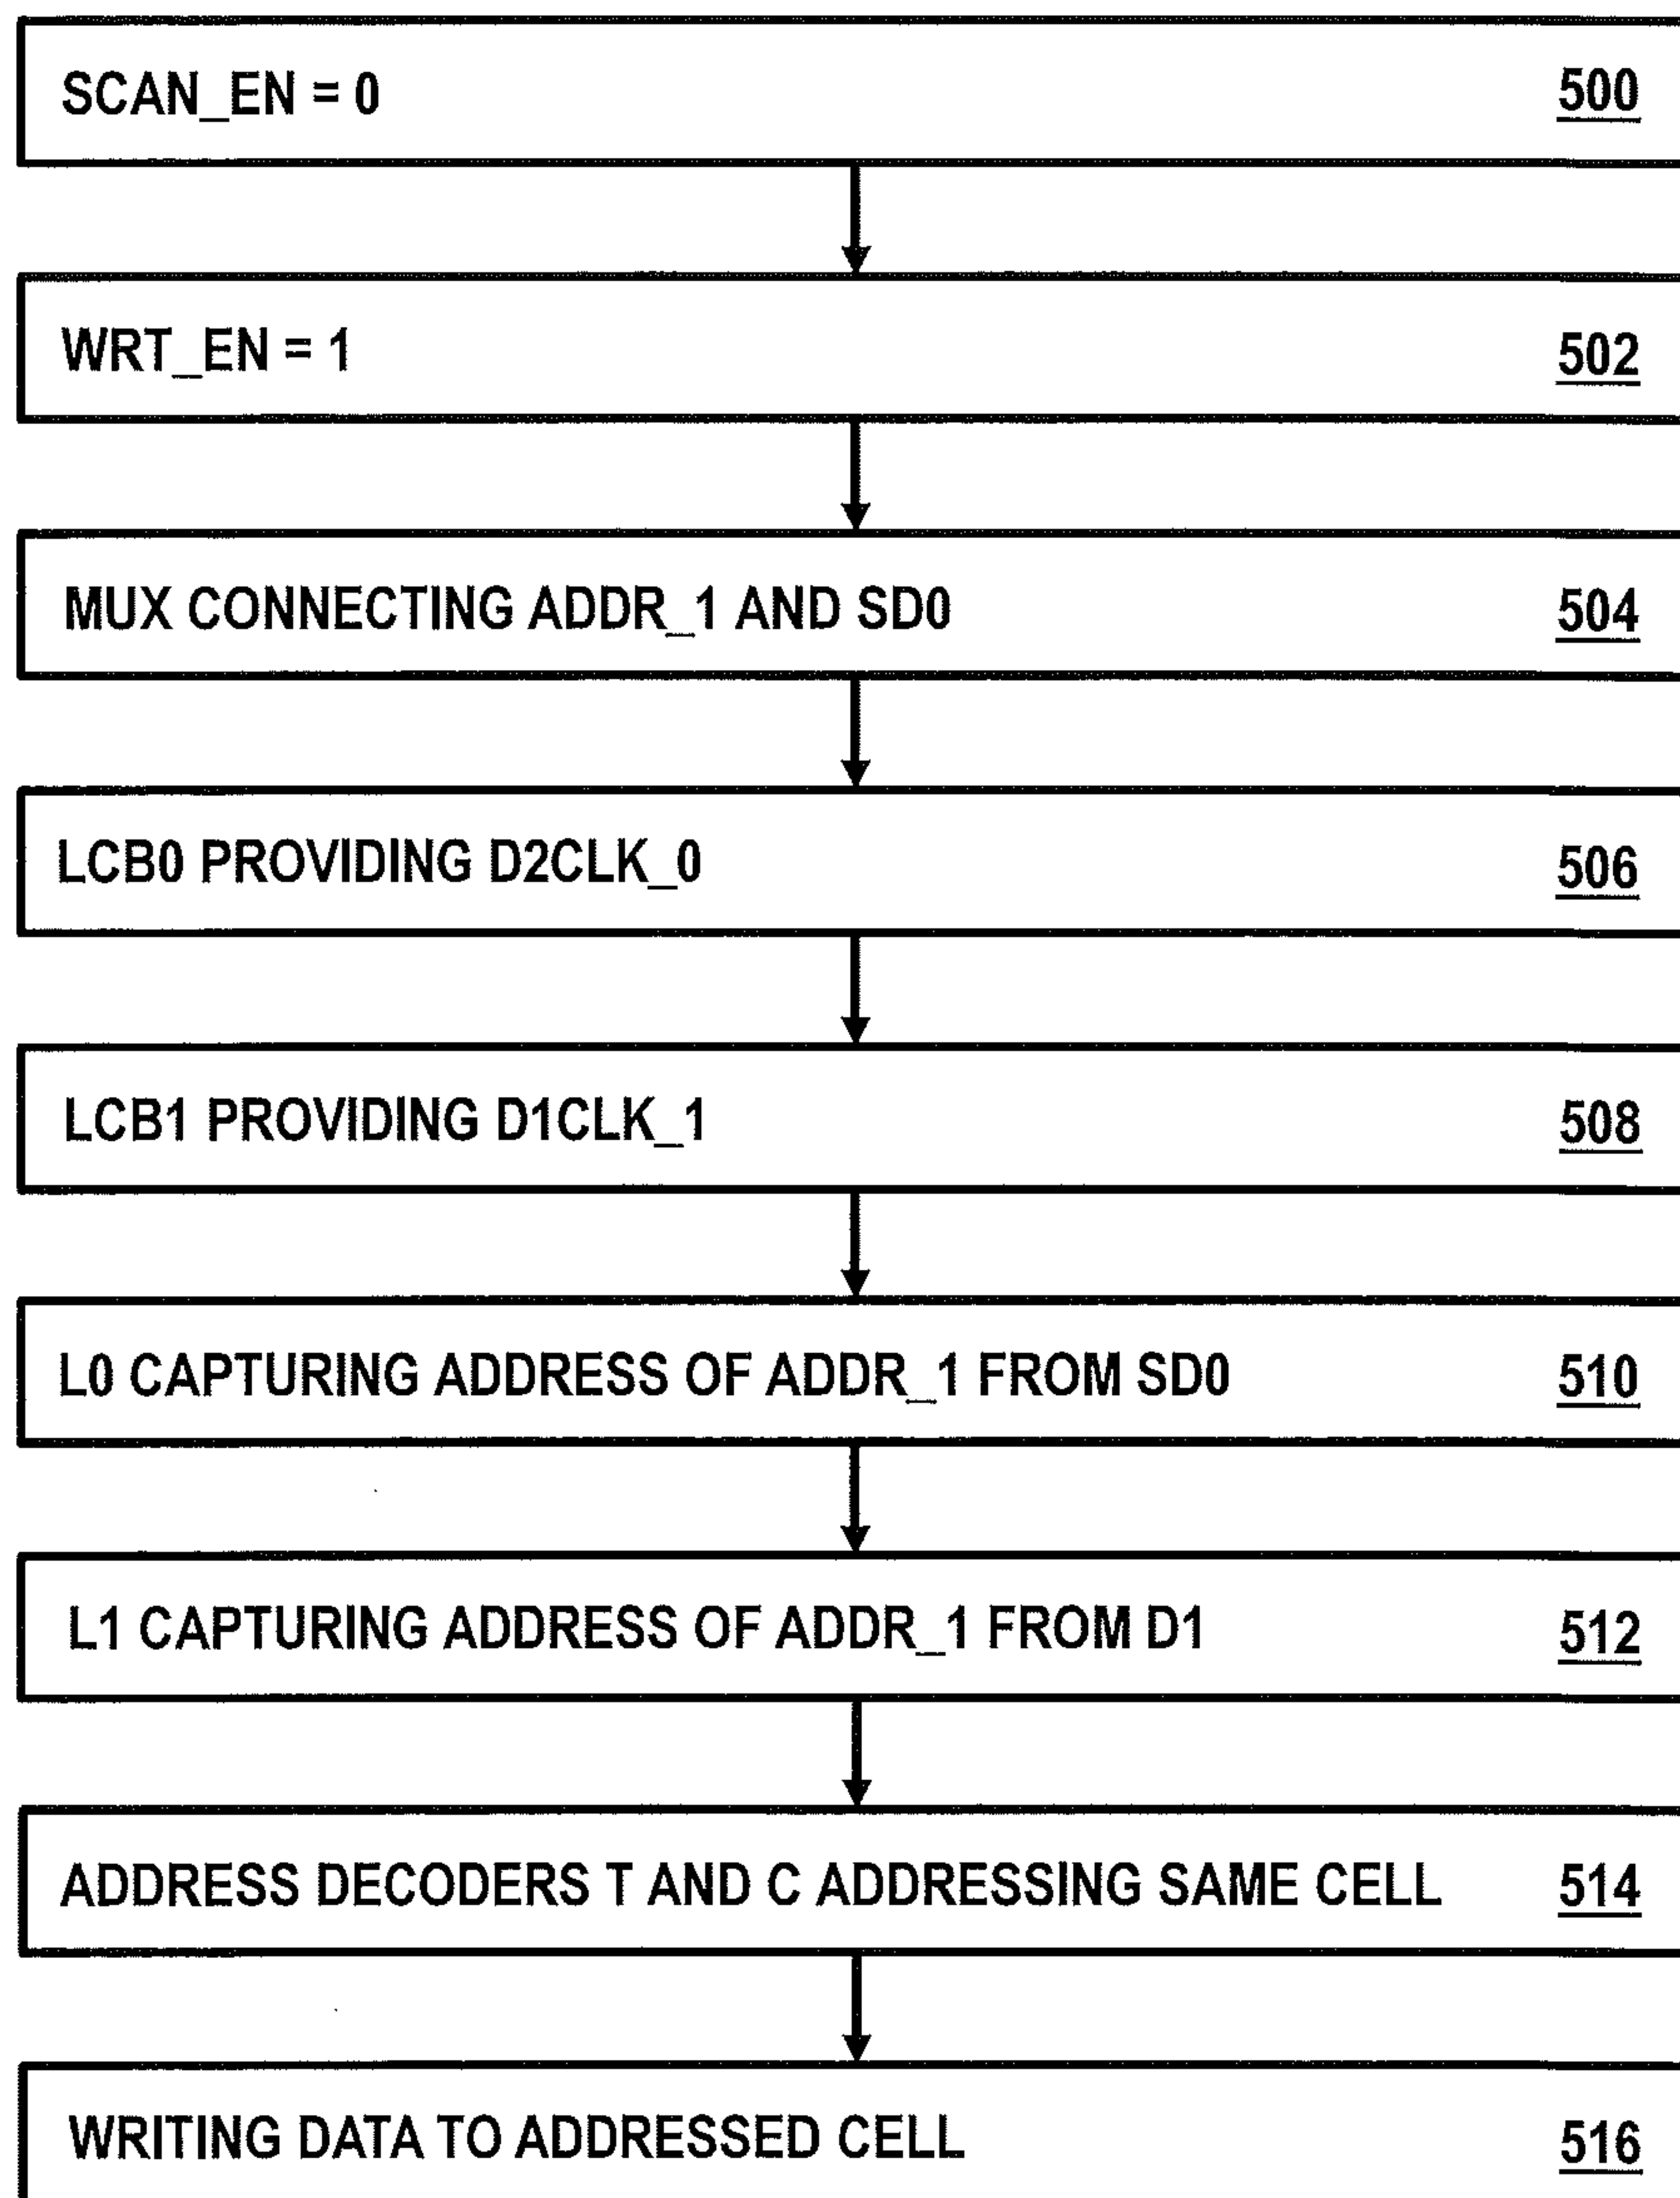 SCAN_EN = 0 500
WRT_EN = 1 502
MUX CONNECTING ADDR_1 AND SD0 504
LCB0 PROVIDING D2CLK_0 506
LCB1 PROVIDING D1CLK_1 508
L0 CAPTURING ADDRESS OF ADDR_1 FROM SD0 510
L1 CAPTURING ADDRESS OF ADDR_1 FROM D1 512
ADDRESS DECODERS T AND C ADDRESSING SAME CELL 514
WRITING DATA TO ADDRESSED CELL 516